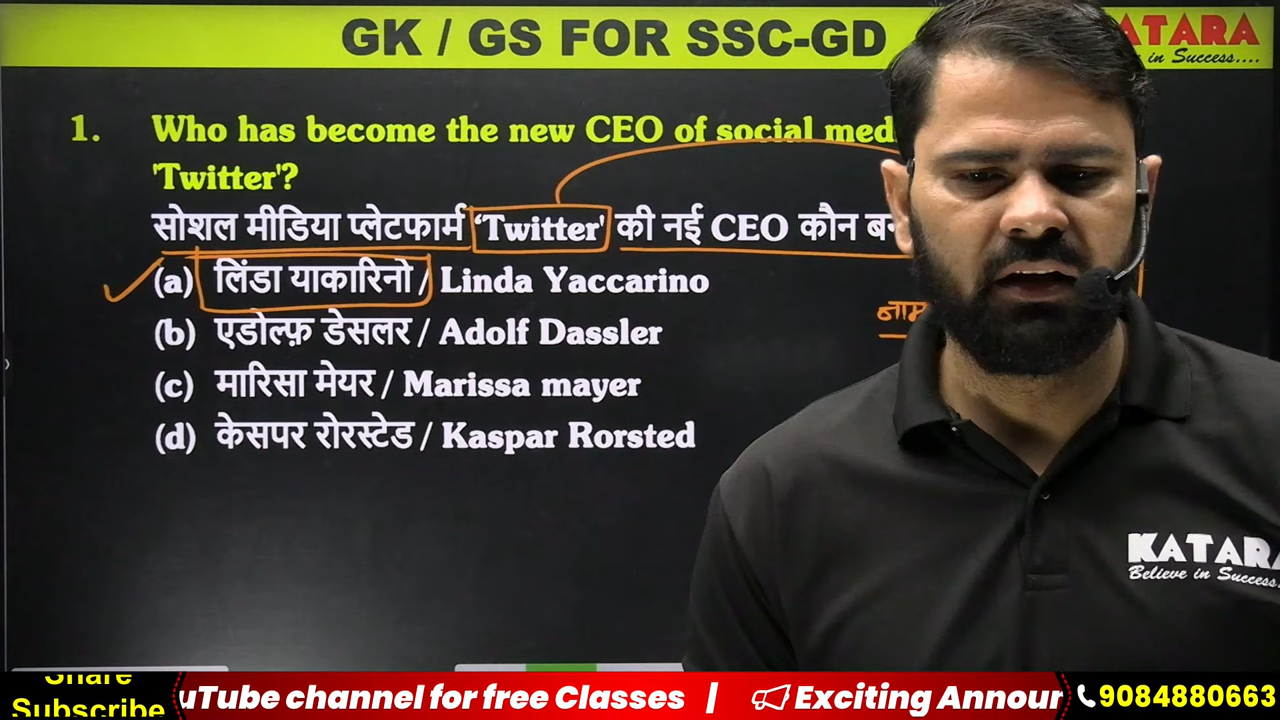 GK / GS FOR SSC-GD
KATARA
in Success....
1. Who has become the new CEO of social med
'Twitter'?
सोशल मीडिया प्लेटफार्म ‘Twitter' की नई CEO कौन
(a) लिंडा याकारिनो / Linda Yaccarino
(b) एडोल्फ़ डेसलर / Adolf Dassler
नाम
(c) मारिसा मेयर / Marissa mayer
(d) केसपर रोरस्टेड / Kaspar Rorsted
KATARA
Believe in Success.
Share
Subscribe
uTube channel for free Classes | Exciting Annour
9084880663